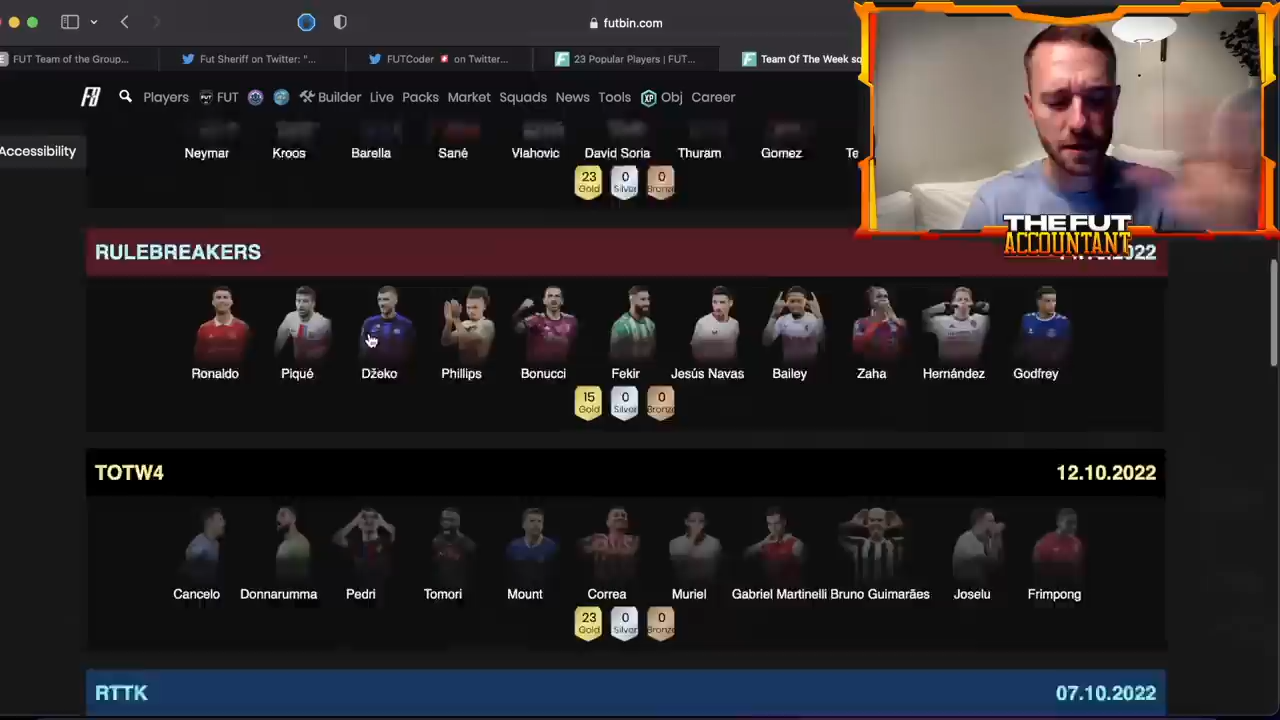 futbin.com
FUT Team of the Group...
Fut Sheriff on Twitter: "...
FUTCoder on Twitter...
23 Popular Players | FUT...
Team Of The Week sq
Players
FUT
Builder
Live
Packs
Market
Squads
News
Tools
XP
Obj
Career
Accessibility
Neymar
Kroos
Barella
Sané
Vlahovic
David Soria
Thuram
Gomez
Te
23 Gold
0 Silver
0 Bronze
THE FUT
ACCOUNTANT
RULEBREAKERS
2022
Ronaldo
Piqué
Džeko
Phillips
Bonucci
Fekir
Jesús Navas
Bailey
Zaha
Hernández
Godfrey
15 Gold
0 Silver
0 Bronze
TOTW4
12.10.2022
Cancelo
Donnarumma
Pedri
Tomori
Mount
Correa
Muriel
Gabriel Martinelli
Bruno Guimarães
Joselu
Frimpong
23 Gold
0 Silver
0 Bronze
RTTK
07.10.2022